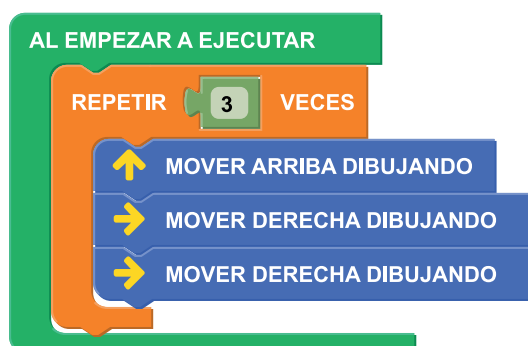 AL EMPEZAR A EJECUTAR
REPETIR 3 VECES
MOVER ARRIBA DIBUJANDO
MOVER DERECHA DIBUJANDO
MOVER DERECHA DIBUJANDO